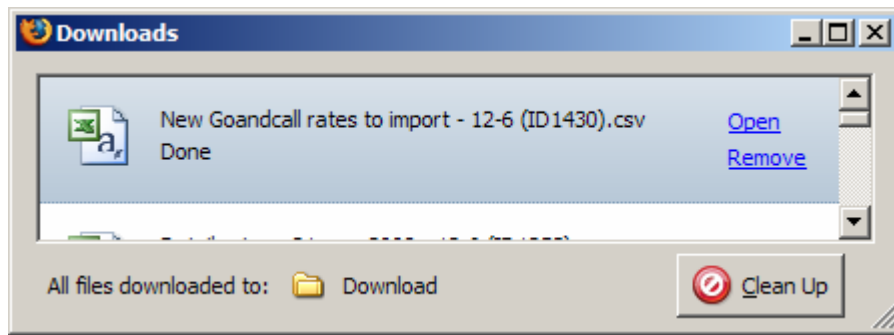 Downloads
New Goandcall rates to import - 12-6 (ID1430).csv
Open
Done
Remove
All files downloaded to:
Download
Clean Up